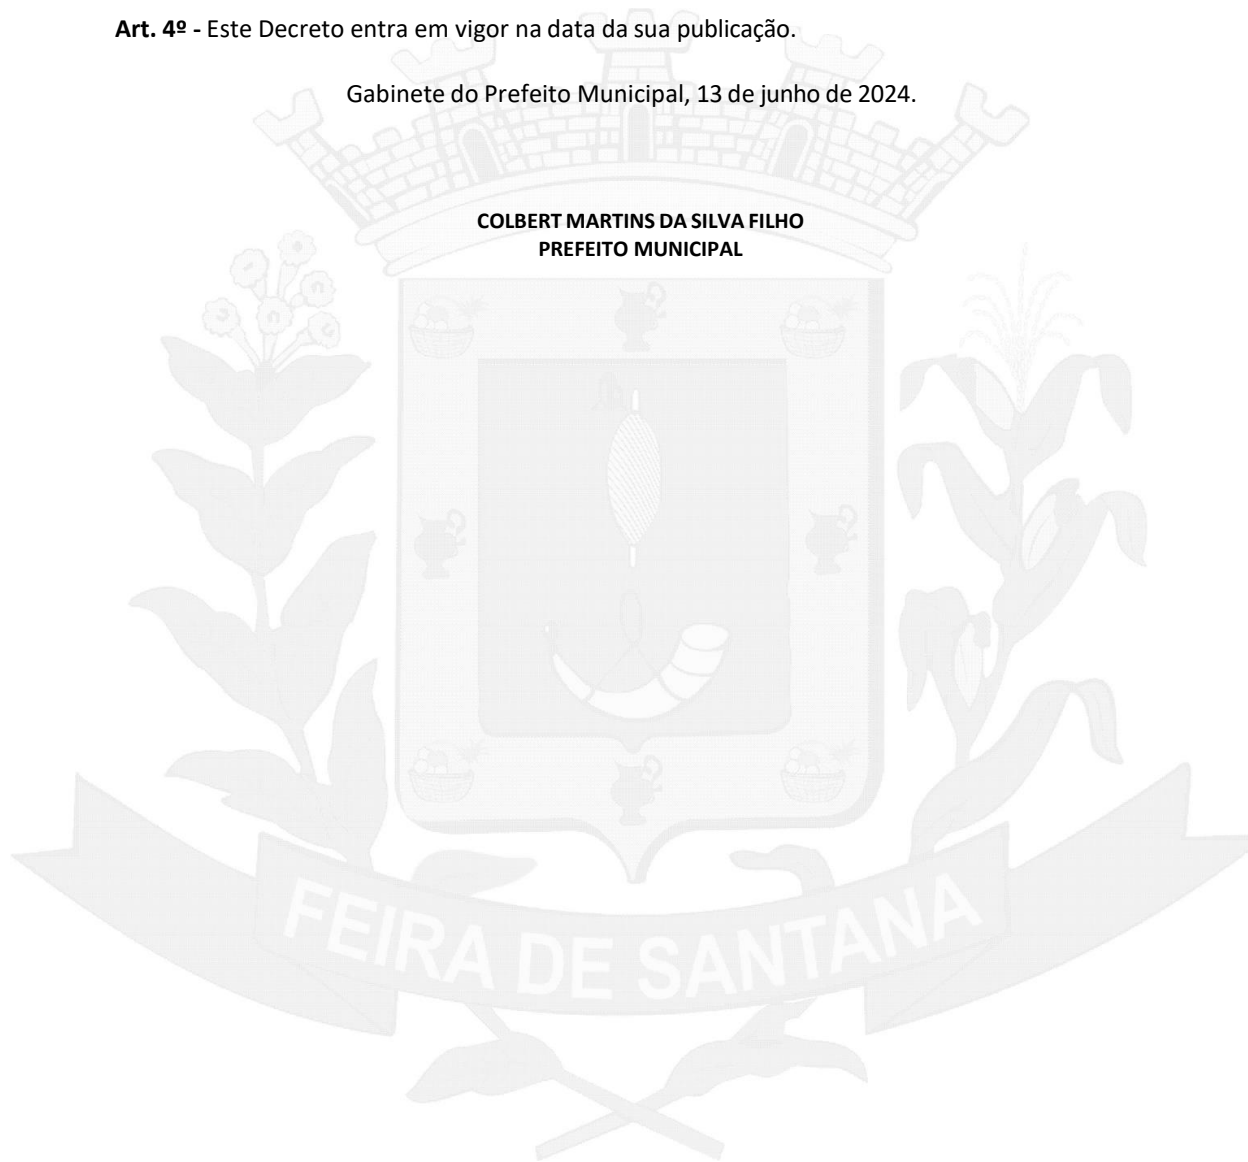 Art. 4º - Este Decreto entra em vigor na data da sua publicação.
Gabinete do Prefeito Municipal, 13 de junho de 2024.
COLBERT MARTINS DA SILVA FILHO
PREFEITO MUNICIPAL
FEIRA DE SANTANA